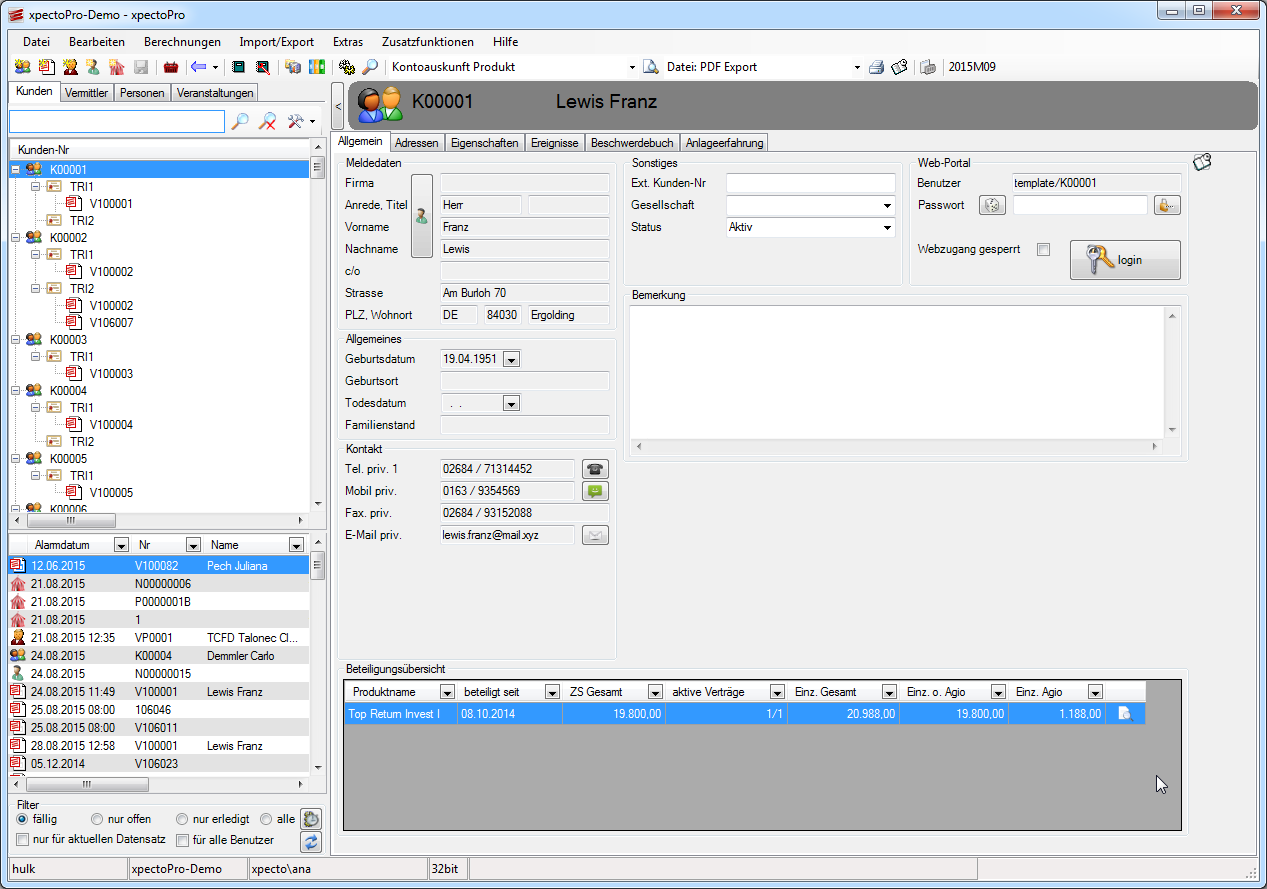 xpectoPro-Demo - xpectoPro
Datei Bearbeiten Berechnungen Import/Export Extras Zusatzfunktionen Hilfe
Kontoauskunft Produkt Datei: PDF Export 2015M09
Kunden Vermittler Personen Veranstaltungen
Kunden-Nr
K00001
TRI1
V100001
TRI2
K00002
TRI1
V100002
TRI2
V100002
V106007
K00003
TRI1
V100003
K00004
TRI1
V100004
TRI2
K00005
TRI1
V100005
K00006
Alarmdatum Nr Name
12.06.2015 V100082 Pech Juliana
21.08.2015 N00000006
21.08.2015 P0000001B
21.08.2015 1
21.08.2015 12:35 VP0001 TCFD Talonec Cl...
24.08.2015 K00004 Demmler Carlo
24.08.2015 N00000015
24.08.2015 11:49 V100001 Lewis Franz
25.08.2015 08:00 106046
25.08.2015 08:00 V106011
28.08.2015 12:58 V100001 Lewis Franz
05.12.2014 V106023
Filter
fällig nur offen nur erledigt alle
nur für aktuellen Datensatz für alle Benutzer
<
K00001 Lewis Franz
Allgemein Adressen Eigenschaften Ereignisse Beschwerdebuch Anlageerfahrung
Meldedaten
Firma
Anrede, Titel Herr
Vorname Franz
Nachname Lewis
c/o
Strasse Am Burloh 70
PLZ, Wohnort DE 84030 Ergolding
Allgemeines
Geburtsdatum 19.04.1951
Geburtsort
Todesdatum . .
Familienstand
Kontakt
Tel. priv. 1 02684 / 71314452
Mobil priv. 0163 / 9354569
Fax. priv. 02684 / 93152088
E-Mail priv. lewis.franz@mail.xyz
Sonstiges
Ext. Kunden-Nr
Gesellschaft
Status Aktiv
Web-Portal
Benutzer template/K00001
Passwort
Webzugang gesperrt login
Bemerkung
Beteiligungsübersicht
Produktname beteiligt seit ZS Gesamt aktive Verträge Einz. Gesamt Einz. o. Agio Einz. Agio
Top Return Invest I 08.10.2014 19.800,00 1/1 20.988,00 19.800,00 1.188,00
hulk xpectoPro-Demo xpecto\ana 32bit